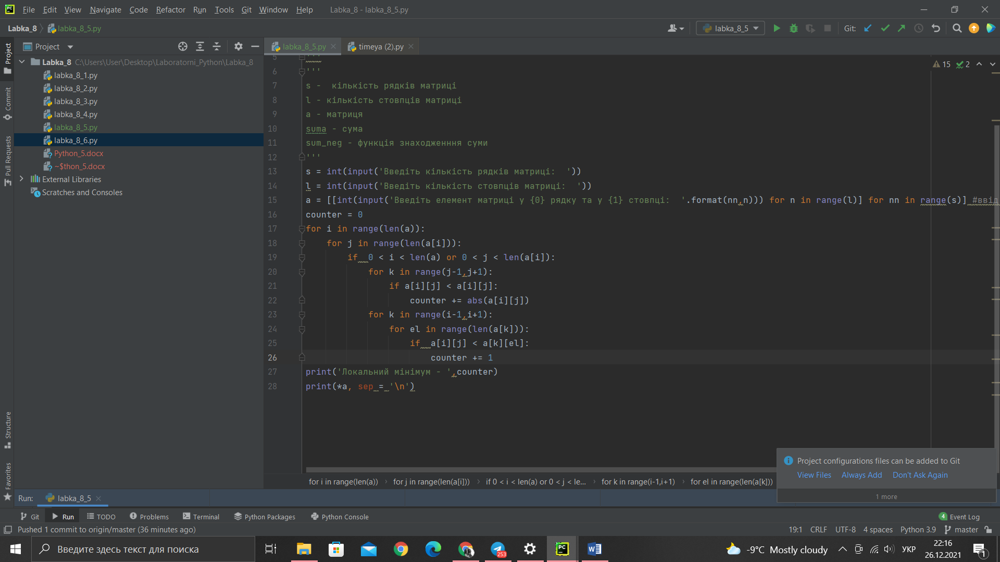 File Edit View Navigate Code Refactor Run Tools Git Window Help Labka_8 - labka_8_5.py
Labka_8 labka_8_5.py labka_8_5 Git:
Project labka_8_5.py timeya (2).py
Labka_8 C:\Users\User\Desktop\Laboratorni_Python\Labka_8
labka_8_1.py
labka_8_2.py
labka_8_3.py
labka_8_4.py
labka_8_5.py
labka_8_6.py
Python_5.docx
~$thon_5.docx
External Libraries
Scratches and Consoles
Project
Commit
Pull Requests
Structure
Favorites
15 2
5 '''
6 '''
7 s -  кількість рядків матриці
8 l - кількість стовпців матриці
9 a - матриця
10 suma - сума
11 sum_neg - функція знаходженння суми
12 '''
13 s = int(input('Введіть кількість рядків матриці:  '))
14 l = int(input('Введіть кількість стовпців матриці:  '))
15 a = [[int(input('Введіть елемент матриці у {0} рядку та у {1} стовпці:  '.format(nn,n))) for n in range(l)] for nn in range(s)] #ввід
16 counter = 0
17 for i in range(len(a)):
18     for j in range(len(a[i])):
19         if  0 < i < len(a) or 0 < j < len(a[i]):
20             for k in range(j-1,j+1):
21                 if a[i][j] < a[i][j]:
22                     counter += abs(a[i][j])
23             for k in range(i-1,i+1):
24                 for el in range(len(a[k])):
25                     if  a[i][j] < a[k][el]:
26                         counter += 1
27 print('Локальний мінімум - ',counter)
28 print(*a, sep = '\n')
for i in range(len(a)) for j in range(len(a[i])) if 0 < i < len(a) or 0 < j < le... for k in range(i-1,i+1) for el in range(len(a[k]))
Project configurations files can be added to Git
View Files Always Add Don't Ask Again
1 more
Run: labka_8_5
Git Run TODO Problems Terminal Python Packages Python Console 4 Event Log
Pushed 1 commit to origin/master (36 minutes ago) 19:1 CRLF UTF-8 4 spaces Python 3.9 master
Введите здесь текст для поиска 253 PC -9°C Mostly cloudy УКР 22:16
26.12.2021 1